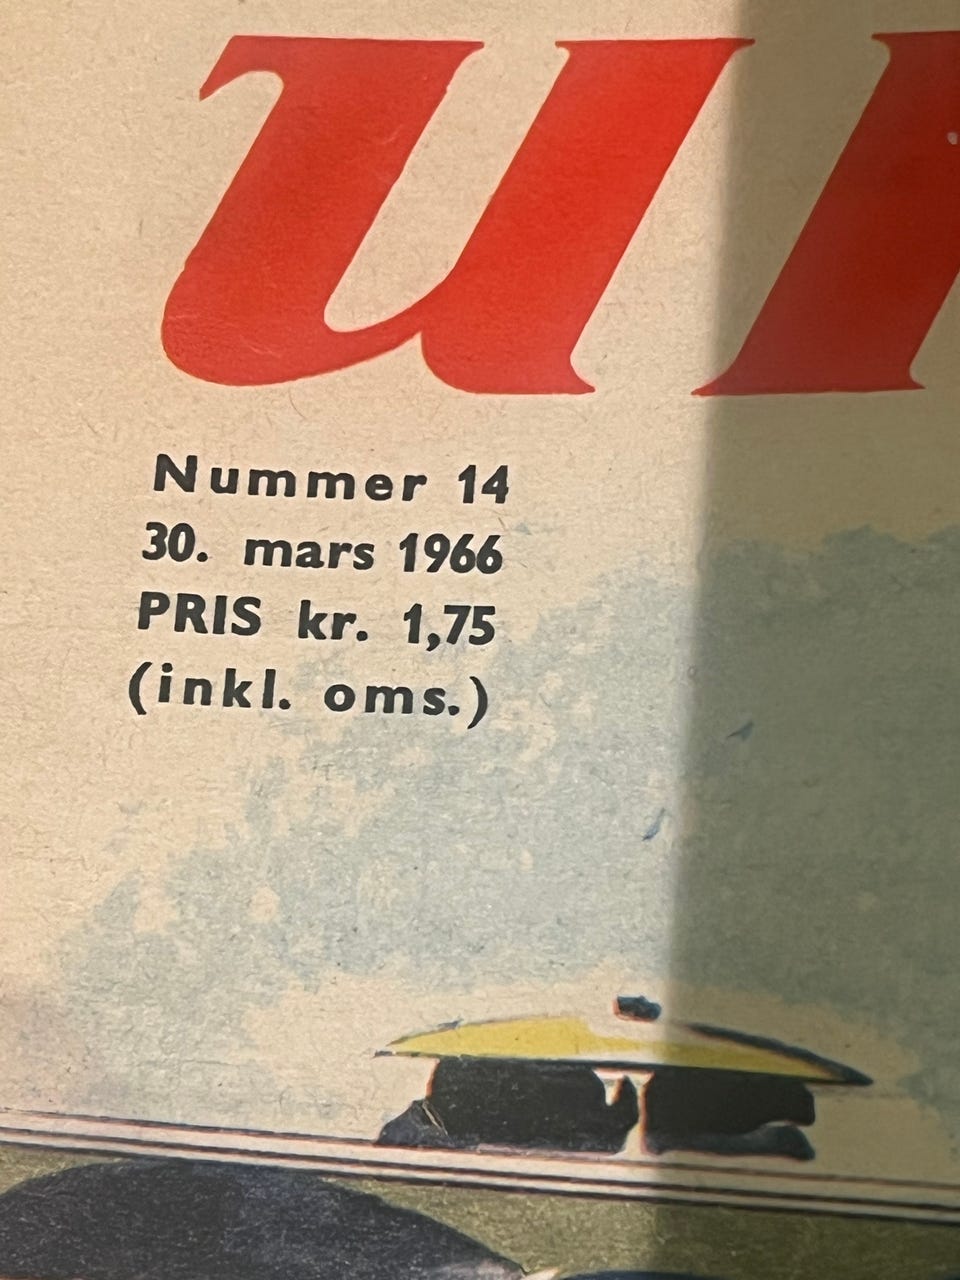 u
Nummer 14
30. mars 1966
PRIS kr. 1,75
(inkl. oms.)